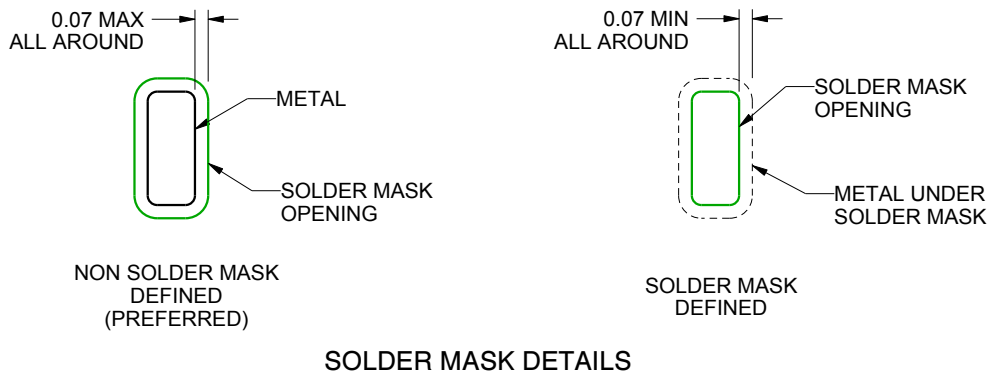 0.07 MAX
ALL AROUND
METAL
SOLDER MASK
OPENING
NON SOLDER MASK
DEFINED
(PREFERRED)
0.07 MIN
ALL AROUND
SOLDER MASK
OPENING
METAL UNDER
SOLDER MASK
SOLDER MASK
DEFINED
SOLDER MASK DETAILS